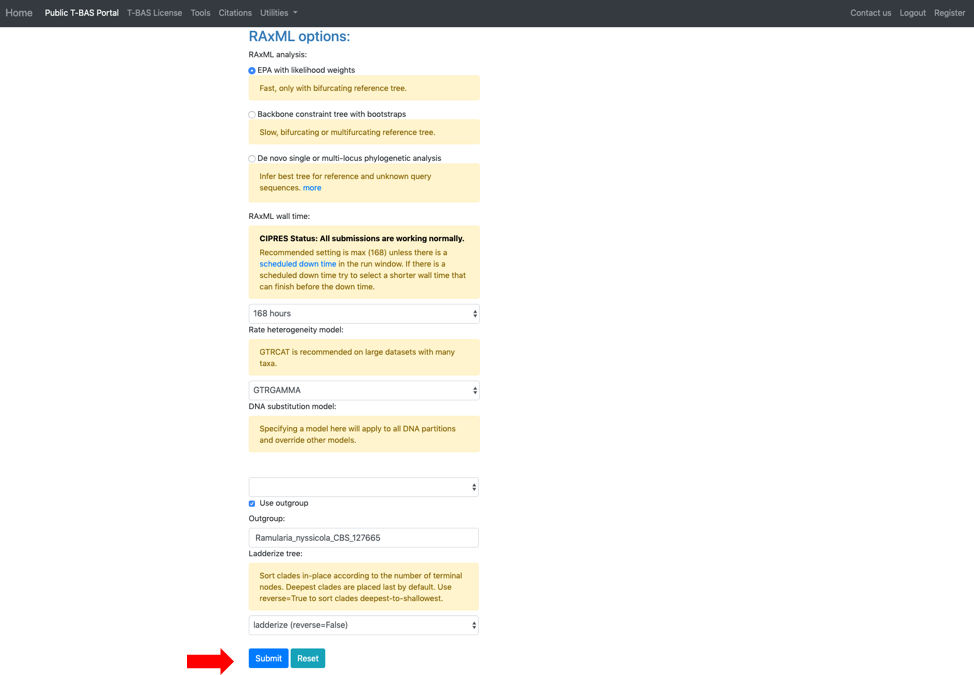 Home Public T-BAS Portal T-BAS License Tools Citations Utilities Contact us Logout Register
RAxML options:
RAxML analysis:
EPA with likelihood weights
Fast, only with bifurcating reference tree.
Backbone constraint tree with bootstraps
Slow, bifurcating or multifurcating reference tree.
De novo single or multi-locus phylogenetic analysis
Infer best tree for reference and unknown query
sequences. more
RAxML wall time:
CIPRES Status: All submissions are working normally.
Recommended setting is max (168) unless there is a
scheduled down time in the run window. If there is a
scheduled down time try to select a shorter wall time that
can finish before the down time.
168 hours
Rate heterogeneity model:
GTRCAT is recommended on large datasets with many
taxa.
GTRGAMMA
DNA substitution model:
Specifying a model here will apply to all DNA partitions
and override other models.
Use outgroup
Outgroup:
Ramularia_nyssicola_CBS_127665
Ladderize tree:
Sort clades in-place according to the number of terminal
nodes. Deepest clades are placed last by default. Use
reverse=True to sort clades deepest-to-shallowest.
ladderize (reverse=False)
Submit Reset